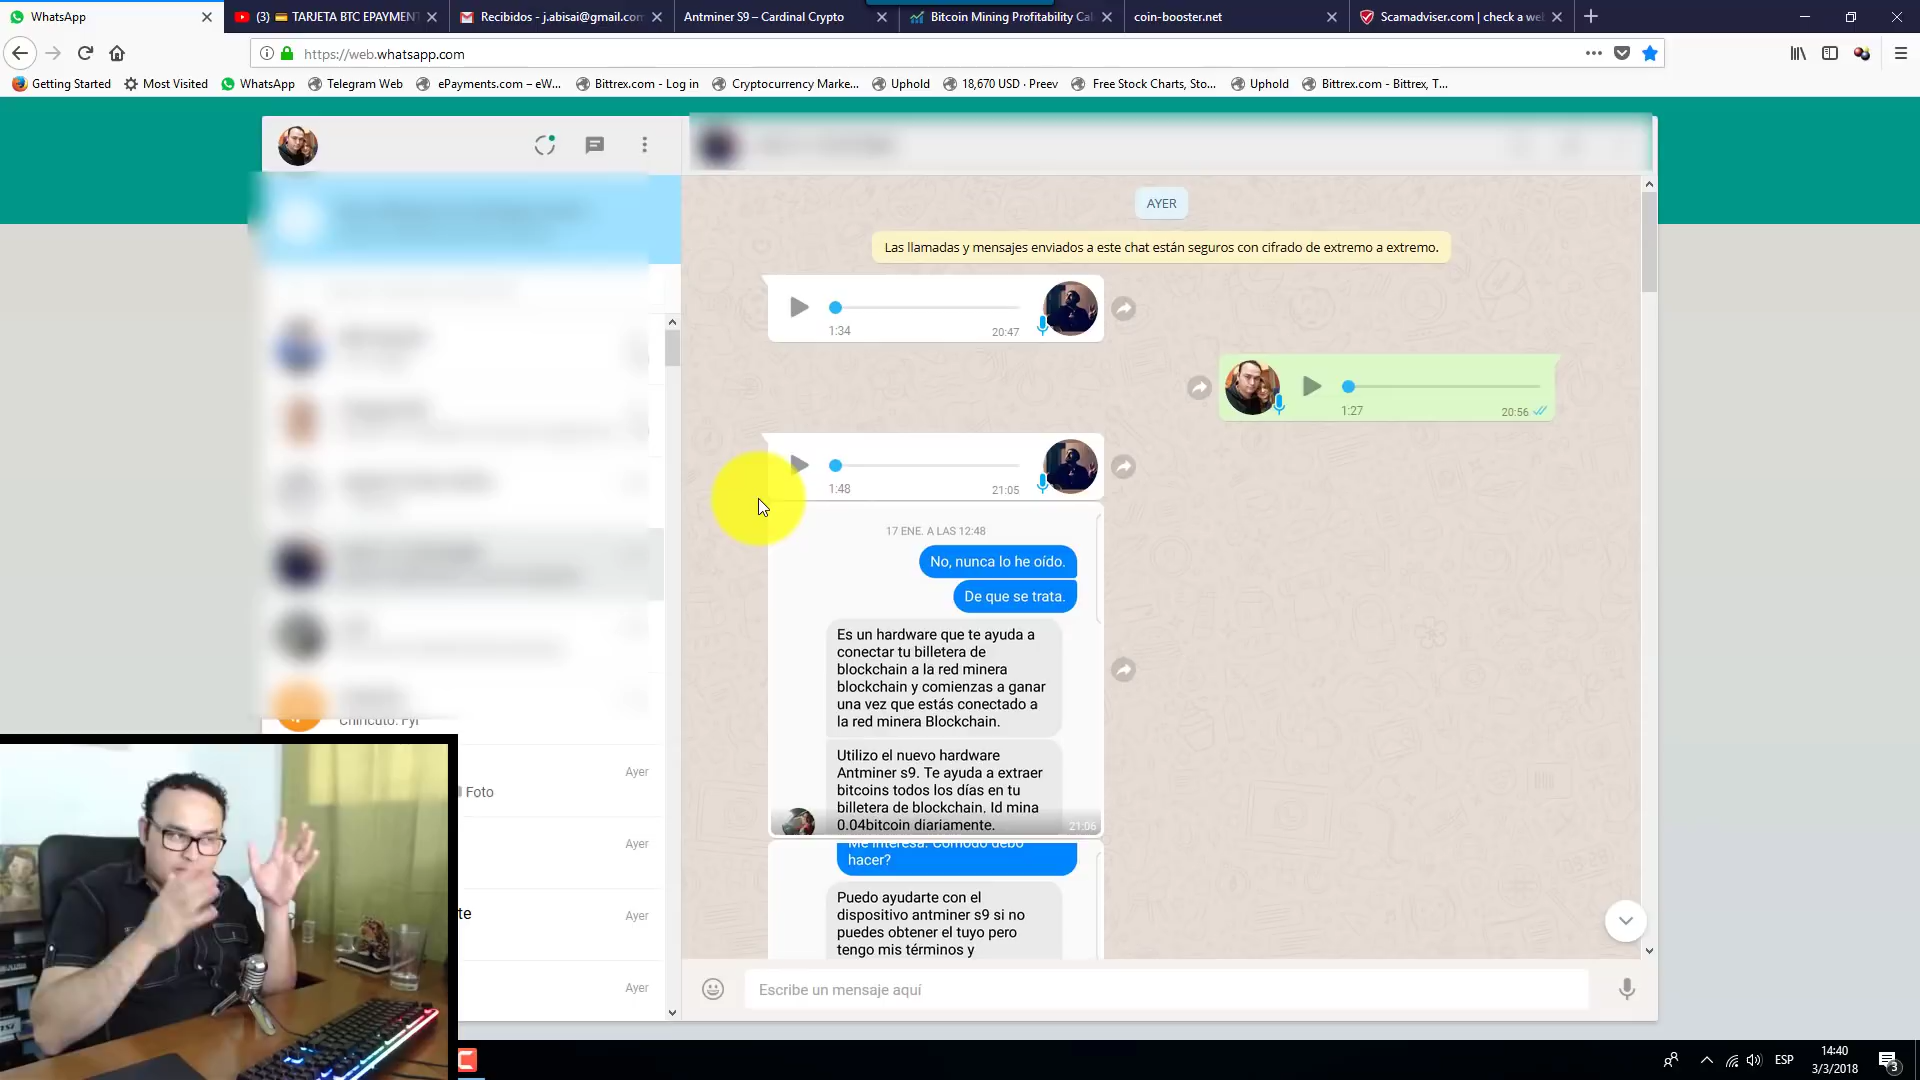 WhatsApp
(3) 💳 TARJETA BTC EPAYMENT
Recibidos - j.abisai@gmail.com
Antminer S9 – Cardinal Crypto
Bitcoin Mining Profitability Cal
coin-booster.net
Scamadviser.com | check a we
https://web.whatsapp.com
Getting Started
Most Visited
WhatsApp
Telegram Web
ePayments.com – eW...
Bittrex.com - Log in
Cryptocurrency Marke...
Uphold
18,670 USD · Preev
Free Stock Charts, Sto...
Uphold
Bittrex.com - Bittrex, T...
AYER
Las llamadas y mensajes enviados a este chat están seguros con cifrado de extremo a extremo.
1:34
20:47
1:27
20:56
1:48
21:05
17 ENE. A LAS 12:48
No, nunca lo he oído.
De que se trata.
Es un hardware que te ayuda a
conectar tu billetera de
blockchain a la red minera
blockchain y comienzas a ganar
una vez que estás conectado a
la red minera Blockchain.
Utilizo el nuevo hardware
Antminer s9. Te ayuda a extraer
bitcoins todos los días en tu
billetera de blockchain. Id mina
0.04bitcoin diariamente.
21:06
Me interesa. Comodo debo
hacer?
Puedo ayudarte con el
dispositivo antminer s9 si no
puedes obtener el tuyo pero
tengo mis términos y
Escribe un mensaje aquí
Chiricuto: Fyi
Ayer
Foto
Ayer
te
Ayer
Ayer
ESP
14:40
3/3/2018
3